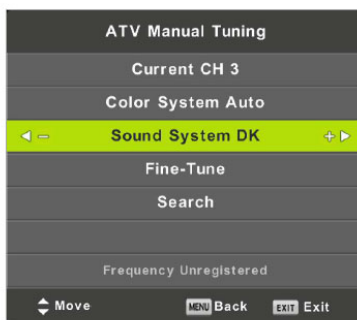 ATV Manual Tuning
Current CH 3
Color System Auto
− Sound System DK +
Fine-Tune
Search
Frequency Unregistered
Move MENU Back EXIT Exit